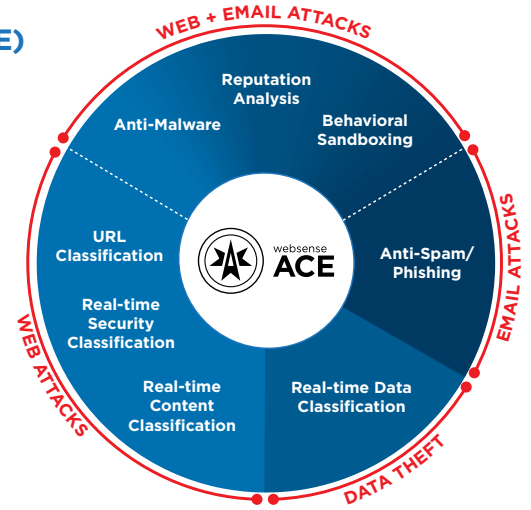 E)
WEB + EMAIL ATTACKS
Reputation
Analysis
Anti-Malware
Behavioral
Sandboxing
URL
Classification
websense
ACE
Anti-Spam/
Phishing
EMAIL ATTACKS
Real-time
Security
Classification
WEB ATTACKS
Real-time
Content
Classification
Real-time Data
Classification
DATA THEFT